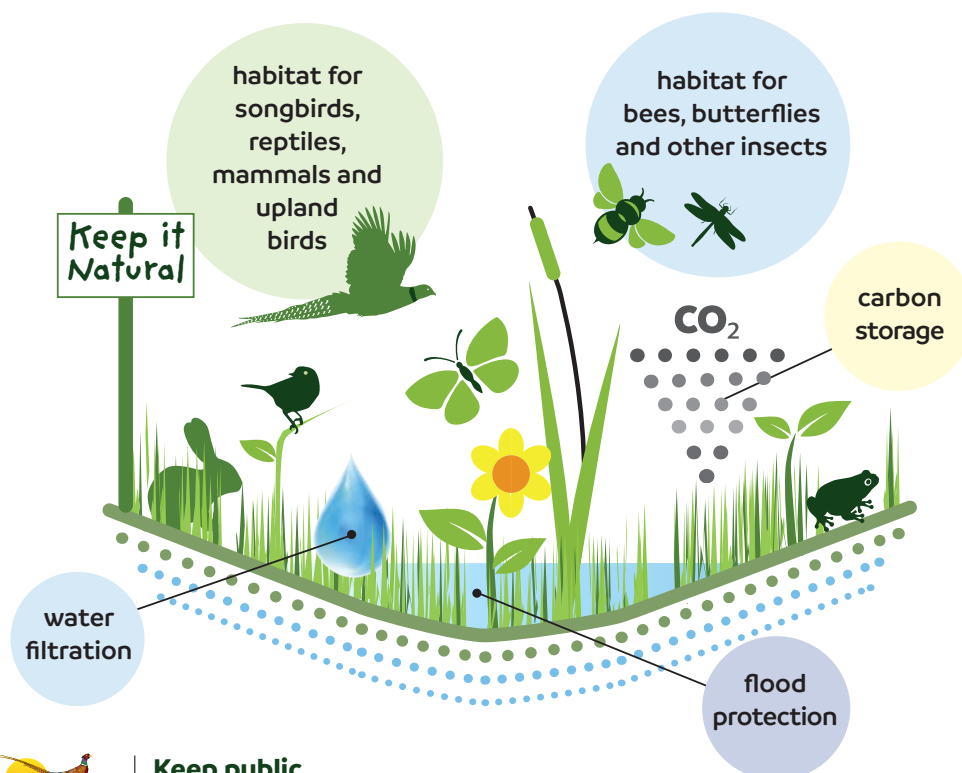 habitat for
songbirds,
reptiles,
mammals and
upland
birds
habitat for
bees, butterflies
and other insects
Keep it
Natural
carbon
storage
CO₂
water
filtration
flood
protection
Keep public